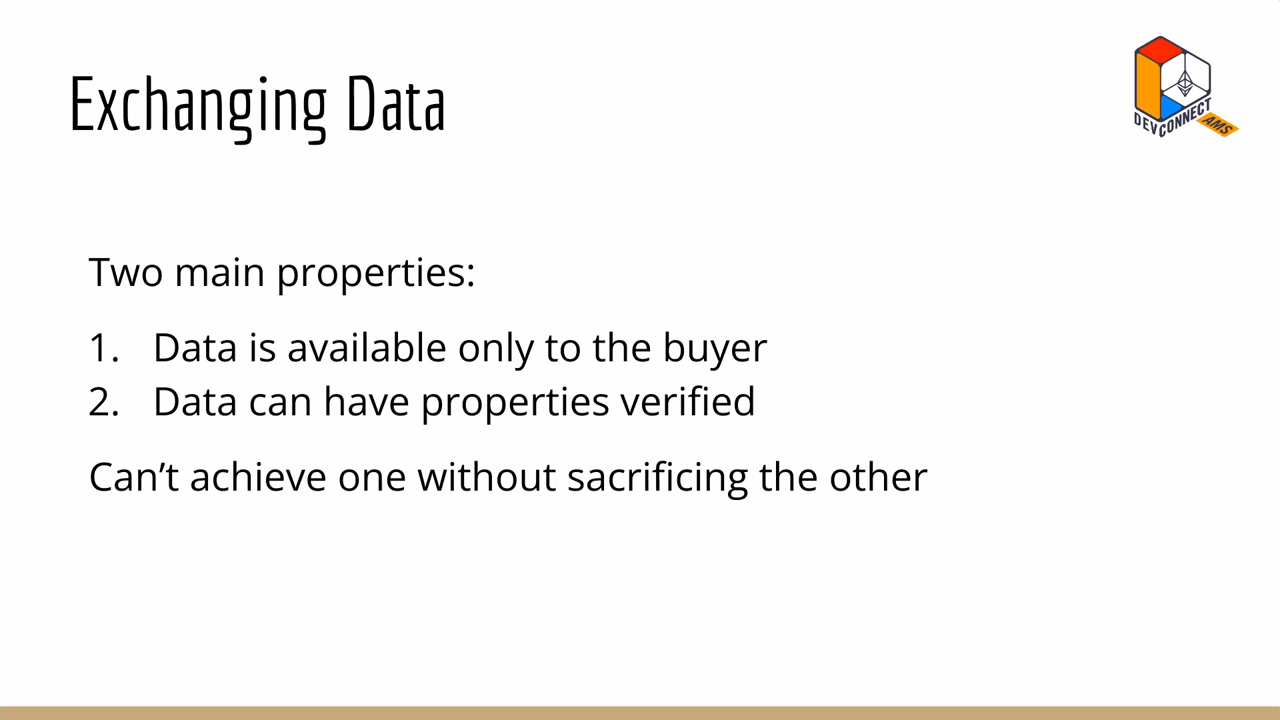 Exchanging Data
DEVCONNECT
AMS
Two main properties:
1. Data is available only to the buyer
2. Data can have properties verified
Can’t achieve one without sacrificing the other